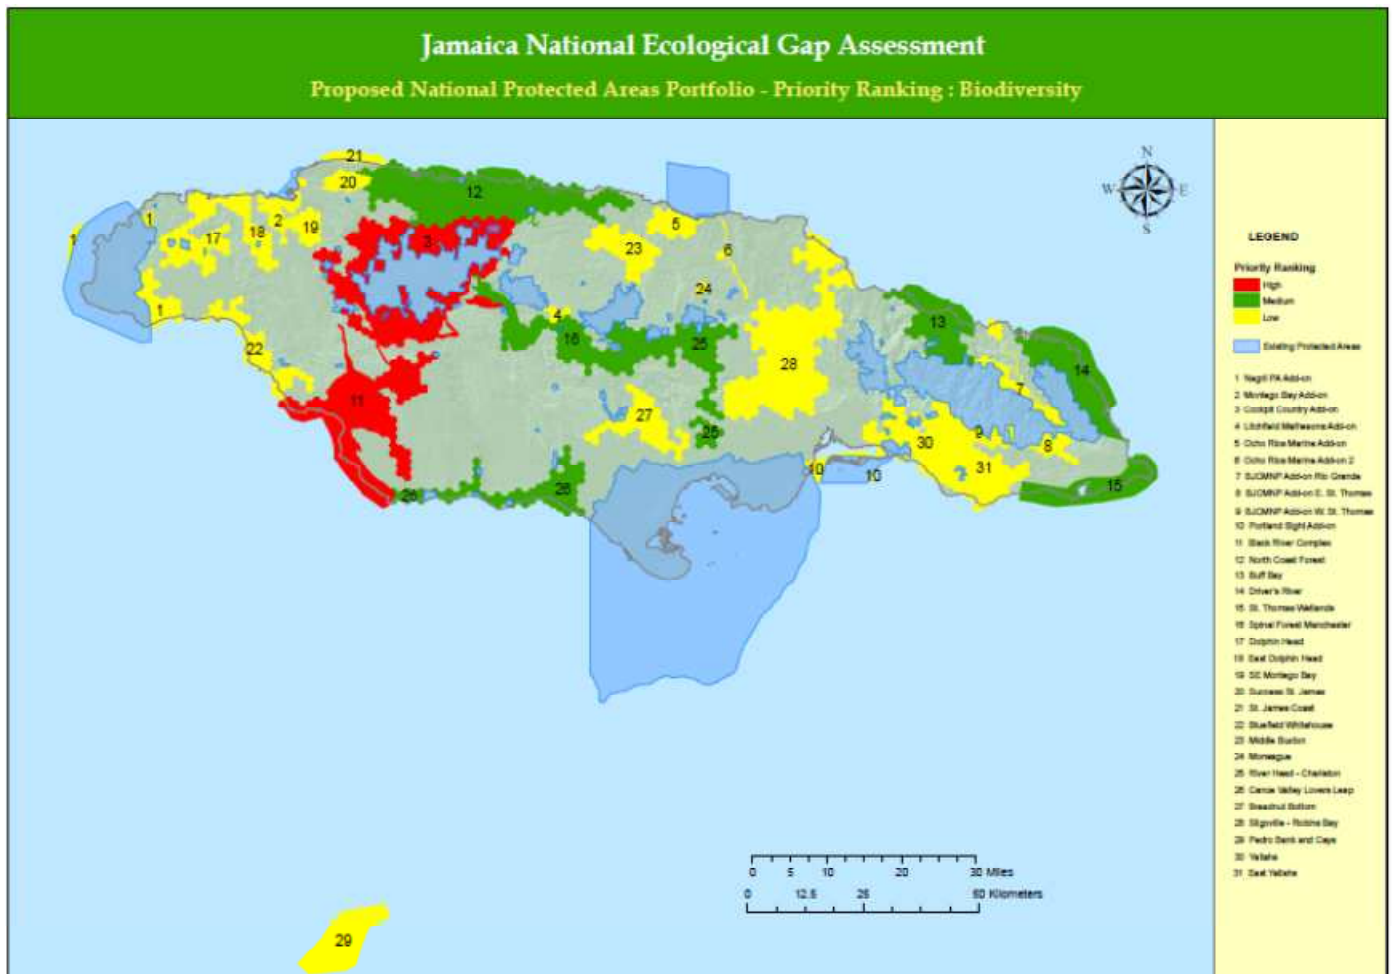 Jamaica National Ecological Gap Assessment
Proposed National Protected Areas Portfolio - Priority Ranking : Biodiversity
21
20
12
1
1
17
18
2
19
3
5
23
6
24
1
4
22
16
25
28
13
14
7
11
27
25
30
9
1
8
31
10
10
26
26
15
29
N
W
E
S
0 5 10 20 30 Miles
0 12.5 25 50 Kilometers
LEGEND
Priority Ranking
High
Medium
Low
Existing Protected Areas
1 Negril PA Add-on
2 Montego Bay Add-on
3 Cockpit Country Add-on
4 Litchfield Mathesons Add-on
5 Ocho Rios Marine Add-on
6 Ocho Rios Marine Add-on 2
7 BJCMNP Add-on Rio Grande
8 BJCMNP Add-on E. St. Thomas
9 BJCMNP Add-on W. St. Thomas
10 Portland Bight Add-on
11 Black River Complex
12 North Coast Forest
13 Buff Bay
14 Driver's River
15 St. Thomas Wetlands
16 Spinal Forest Manchester
17 Dolphin Head
18 East Dolphin Head
19 SE Montego Bay
20 Success St. James
21 St. James Coast
22 Bluefield Whitehouse
23 Middle Buxton
24 Moneague
25 River Head - Charleton
26 Canoe Valley Lovers Leap
27 Breadnut Bottom
28 Sligoville - Robins Bay
29 Pedro Bank and Cays
30 Yallahs
31 East Yallahs